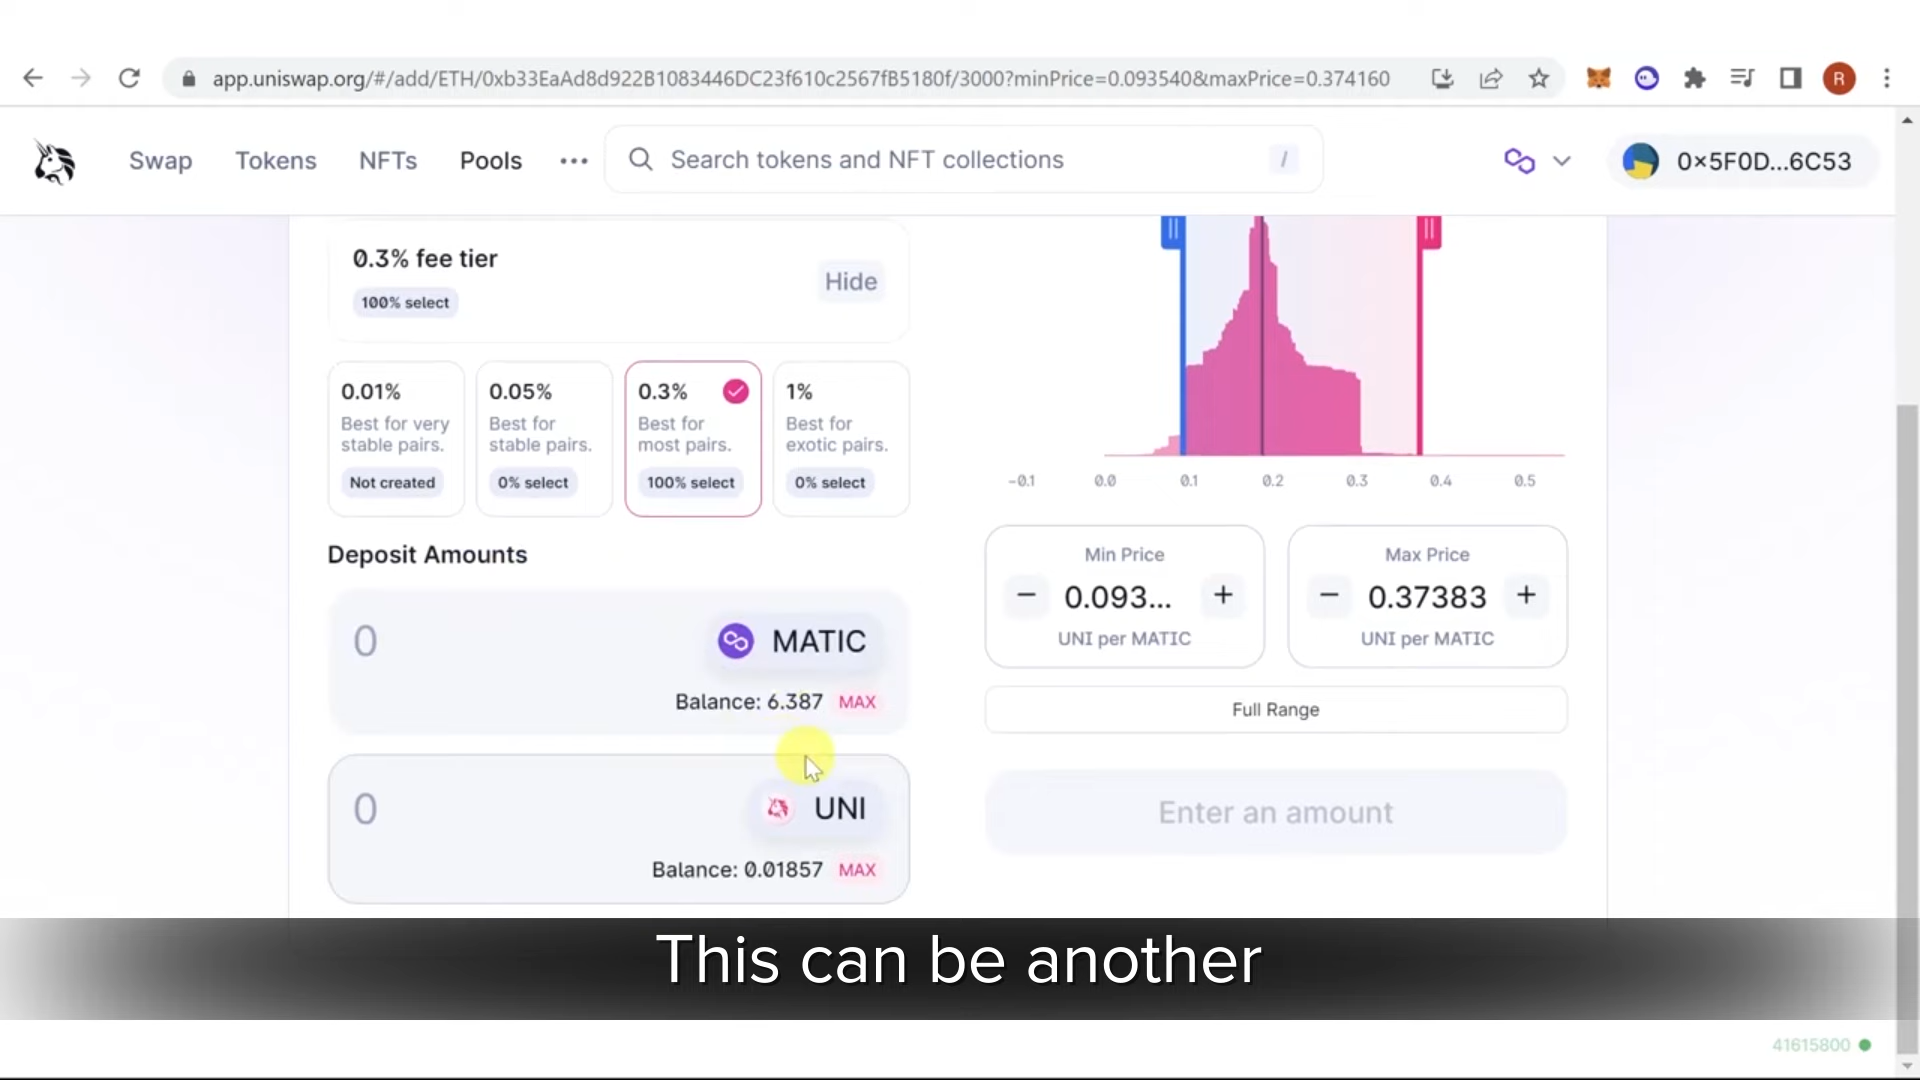 app.uniswap.org/#/add/ETH/0xb33EaAd8d922B1083446DC23f610c2567fB5180f/3000?minPrice=0.093540&maxPrice=0.374160
R
Swap
Tokens
NFTs
Pools
Search tokens and NFT collections
/
0×5F0D...6C53
0.3% fee tier
100% select
Hide
0.01%
Best for very
stable pairs.
Not created
0.05%
Best for
stable pairs.
0% select
0.3%
Best for
most pairs.
100% select
1%
Best for
exotic pairs.
0% select
-0.1 0.0 0.1 0.2 0.3 0.4 0.5
Deposit Amounts
0
MATIC
Balance: 6.387 MAX
0
UNI
Balance: 0.01857 MAX
Min Price
− 0.093... +
UNI per MATIC
Max Price
− 0.37383 +
UNI per MATIC
Full Range
Enter an amount
This can be another
41615800